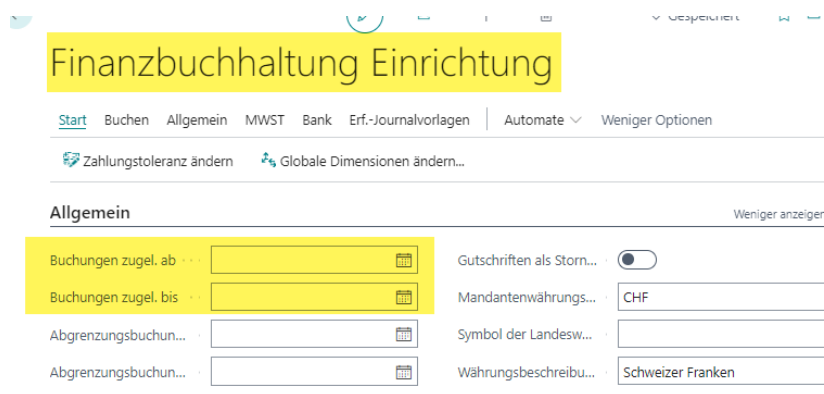 Gespeichert
Finanzbuchhaltung Einrichtung
Start Buchen Allgemein MWST Bank Erf.-Journalvorlagen Automate Weniger Optionen
Zahlungstoleranz ändern Globale Dimensionen ändern...
Allgemein Weniger anzeigen
Buchungen zugel. ab Gutschriften als Storn...
Buchungen zugel. bis Mandantenwährungs... CHF
Abgrenzungsbuchun... Symbol der Landesw...
Abgrenzungsbuchun... Währungsbeschreibu... Schweizer Franken